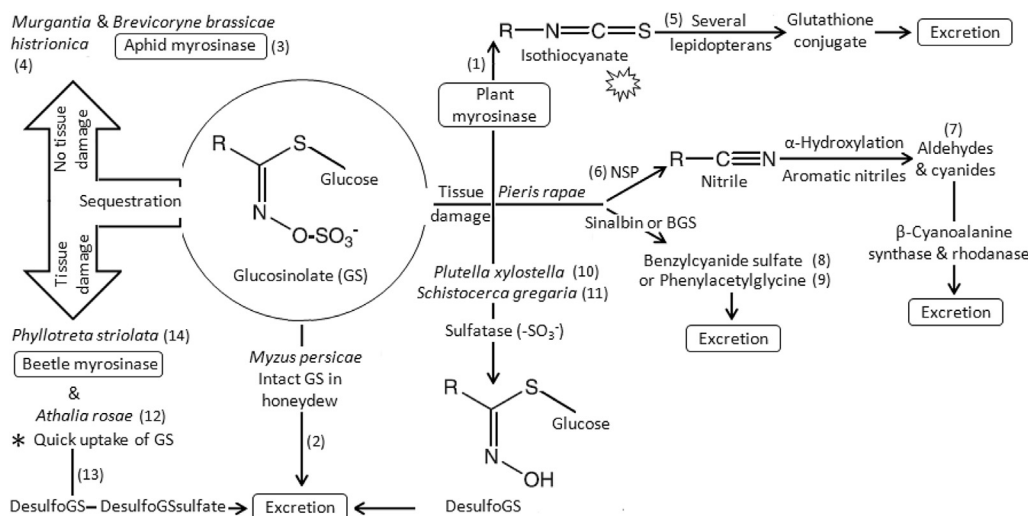 Murgantia & Brevicoryne brassicae
histrionica
Aphid myrosinase (3)
(4)
No tissue
damage
Sequestration
Tissue
damage
Phyllotreta striolata (14)
Beetle myrosinase
&
Athalia rosae (12)
* Quick uptake of GS
(13)
DesulfoGS
DesulfoGSsulfate
Excretion
R
S
Glucose
N
O-SO₃⁻
Glucosinolate (GS)
Myzus persicae
Intact GS in
honeydew
(2)
Tissue
damage
Pieris rapae
(1)
Plant
myrosinase
R N C S
Isothiocyanate
(5) Several
lepidopterans
Glutathione
conjugate
Excretion
(6) NSP
R C N
Nitrile
α-Hydroxylation
Aromatic nitriles
(7)
Aldehydes
& cyanides
β-Cyanoalanine
synthase & rhodanase
Excretion
Sinalbin or BGS
Benzylcyanide sulfate (8)
or Phenylacetylglycine (9)
Excretion
Plutella xylostella (10)
Schistocerca gregaria (11)
Sulfatase (-SO₃⁻)
R
S
Glucose
N
OH
DesulfoGS